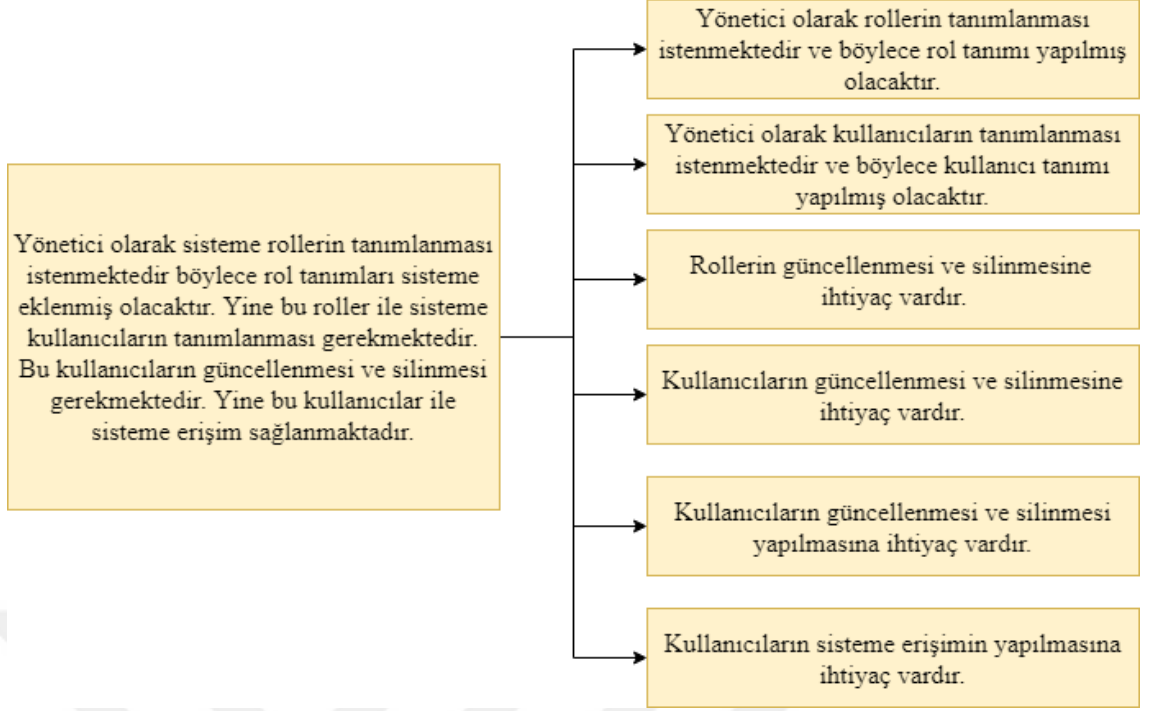 Yönetici olarak sisteme rollerin tanımlanması
istenmektedir böylece rol tanımları sisteme
eklenmiş olacaktır. Yine bu roller ile sisteme
kullanıcıların tanımlanması gerekmektedir.
Bu kullanıcıların güncellenmesi ve silinmesi
gerekmektedir. Yine bu kullanıcılar ile
sisteme erişim sağlanmaktadır.
Yönetici olarak rollerin tanımlanması
istenmektedir ve böylece rol tanımı yapılmış
olacaktır.
Yönetici olarak kullanıcıların tanımlanması
istenmektedir ve böylece kullanıcı tanımı
yapılmış olacaktır.
Rollerin güncellenmesi ve silinmesine
ihtiyaç vardır.
Kullanıcıların güncellenmesi ve silinmesine
ihtiyaç vardır.
Kullanıcıların güncellenmesi ve silinmesi
yapılmasına ihtiyaç vardır.
Kullanıcıların sisteme erişimin yapılmasına
ihtiyaç vardır.